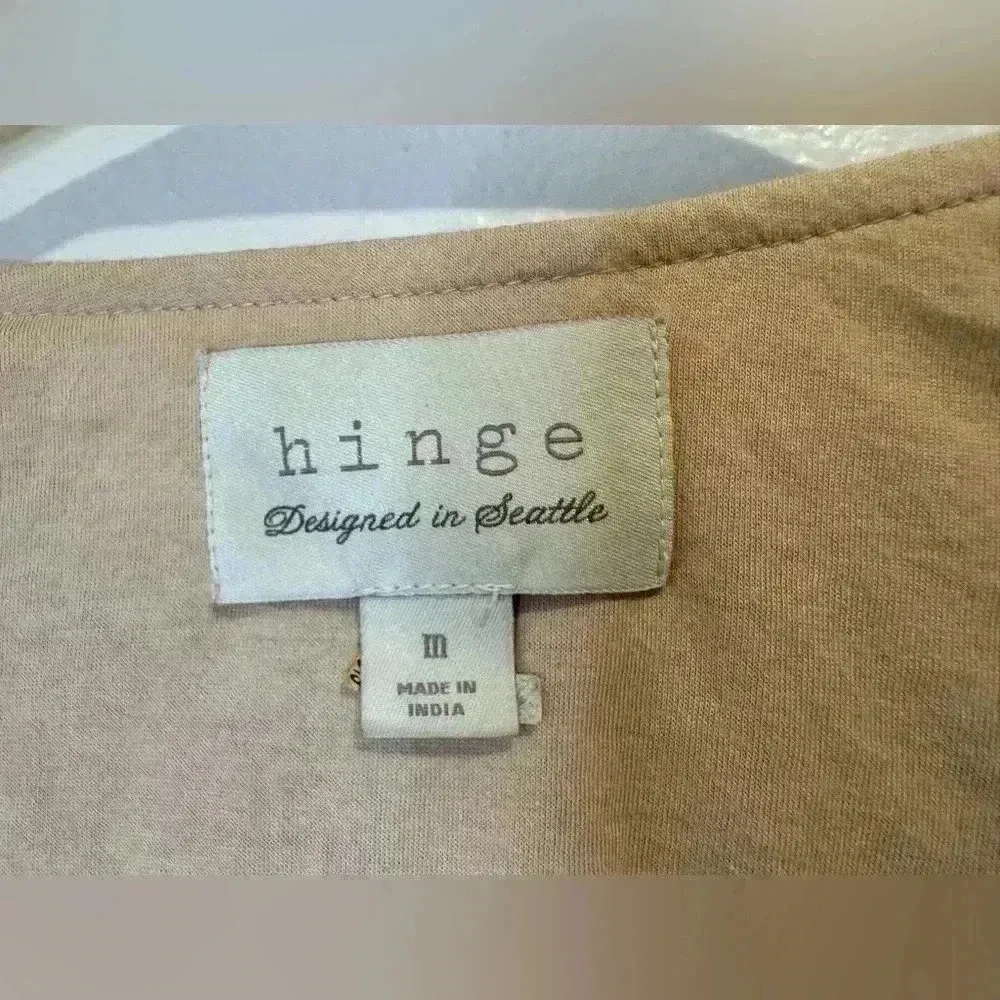 hinge
Designed in Seattle
m
MADE IN
INDIA